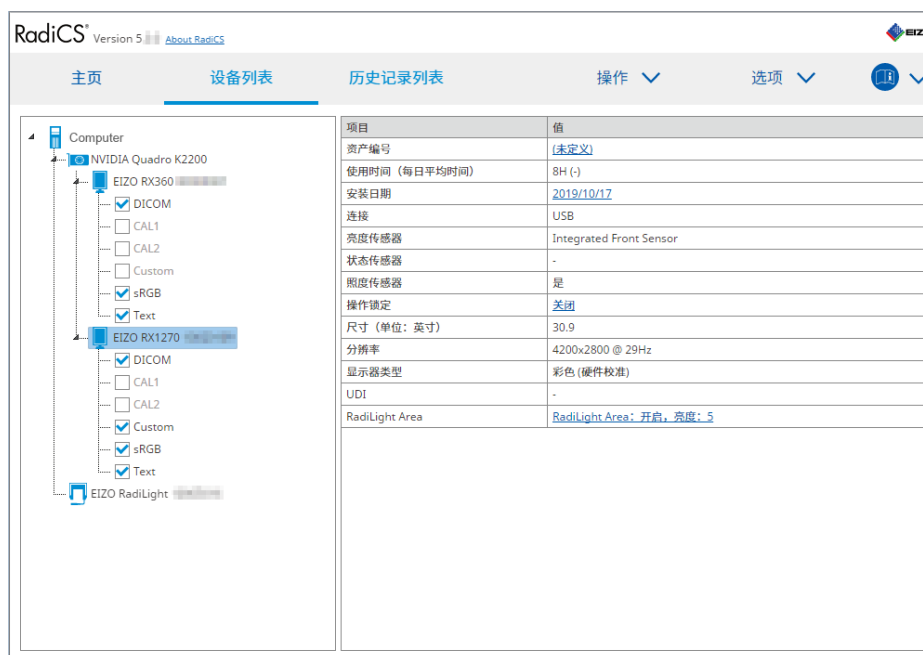 RadiCS® Version 5. About RadiCS
EIZ
主页 设备列表 历史记录列表 操作 选项
Computer
NVIDIA Quadro K2200
EIZO RX360
DICOM
CAL1
CAL2
Custom
sRGB
Text
EIZO RX1270
DICOM
CAL1
CAL2
Custom
sRGB
Text
EIZO RadiLight
项目 值
资产编号 (未定义)
使用时间（每日平均时间） 8H (-)
安装日期 2019/10/17
连接 USB
亮度传感器 Integrated Front Sensor
状态传感器 -
照度传感器 是
操作锁定 关闭
尺寸（单位：英寸） 30.9
分辨率 4200x2800 @ 29Hz
显示器类型 彩色 (硬件校准)
UDI -
RadiLight Area RadiLight Area：开启，亮度：5